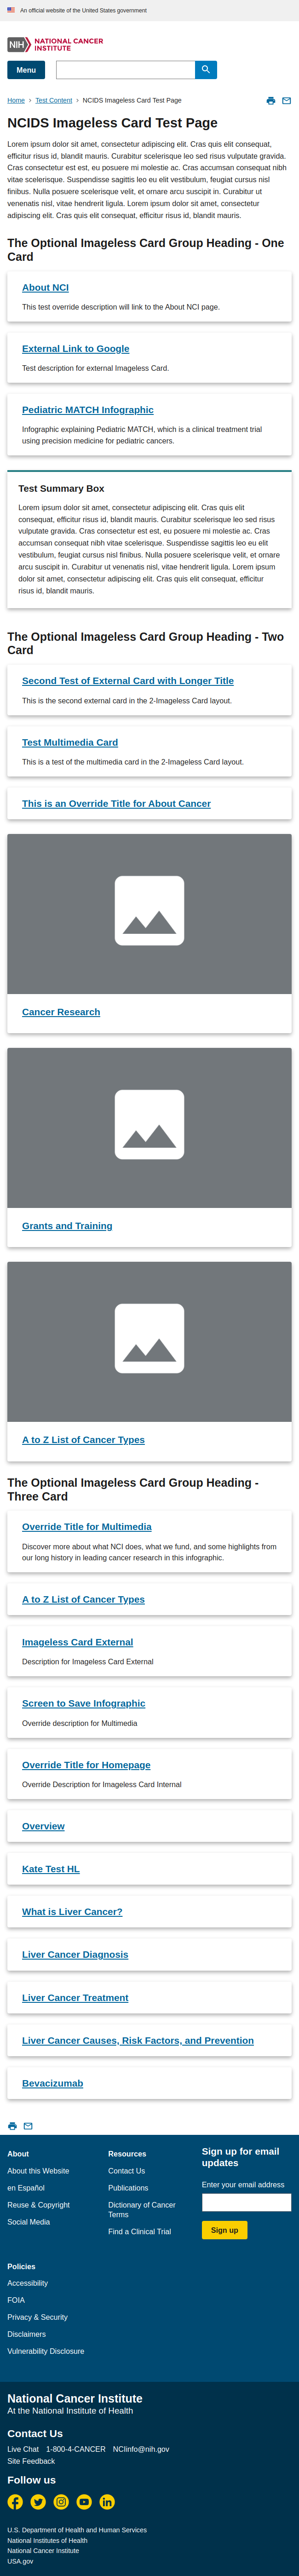 An official website of the United States government
NIH NATIONAL CANCER
INSTITUTE
Menu
Home > Test Content > NCIDS Imageless Card Test Page
NCIDS Imageless Card Test Page
Lorem ipsum dolor sit amet, consectetur adipiscing elit. Cras quis elit consequat,
efficitur risus id, blandit mauris. Curabitur scelerisque leo sed risus vulputate gravida.
Cras consectetur est est, eu posuere mi molestie ac. Cras accumsan consequat nibh
vitae scelerisque. Suspendisse sagittis leo eu elit vestibulum, feugiat cursus nisl
finibus. Nulla posuere scelerisque velit, et ornare arcu suscipit in. Curabitur ut
venenatis nisl, vitae hendrerit ligula. Lorem ipsum dolor sit amet, consectetur
adipiscing elit. Cras quis elit consequat, efficitur risus id, blandit mauris.
The Optional Imageless Card Group Heading - One
Card
About NCI
This test override description will link to the About NCI page.
External Link to Google
Test description for external Imageless Card.
Pediatric MATCH Infographic
Infographic explaining Pediatric MATCH, which is a clinical treatment trial
using precision medicine for pediatric cancers.
Test Summary Box
Lorem ipsum dolor sit amet, consectetur adipiscing elit. Cras quis elit
consequat, efficitur risus id, blandit mauris. Curabitur scelerisque leo sed risus
vulputate gravida. Cras consectetur est est, eu posuere mi molestie ac. Cras
accumsan consequat nibh vitae scelerisque. Suspendisse sagittis leo eu elit
vestibulum, feugiat cursus nisl finibus. Nulla posuere scelerisque velit, et ornare
arcu suscipit in. Curabitur ut venenatis nisl, vitae hendrerit ligula. Lorem ipsum
dolor sit amet, consectetur adipiscing elit. Cras quis elit consequat, efficitur
risus id, blandit mauris.
The Optional Imageless Card Group Heading - Two
Card
Second Test of External Card with Longer Title
This is the second external card in the 2-Imageless Card layout.
Test Multimedia Card
This is a test of the multimedia card in the 2-Imageless Card layout.
This is an Override Title for About Cancer
Cancer Research
Grants and Training
A to Z List of Cancer Types
The Optional Imageless Card Group Heading -
Three Card
Override Title for Multimedia
Discover more about what NCI does, what we fund, and some highlights from
our long history in leading cancer research in this infographic.
A to Z List of Cancer Types
Imageless Card External
Description for Imageless Card External
Screen to Save Infographic
Override description for Multimedia
Override Title for Homepage
Override Description for Imageless Card Internal
Overview
Kate Test HL
What is Liver Cancer?
Liver Cancer Diagnosis
Liver Cancer Treatment
Liver Cancer Causes, Risk Factors, and Prevention
Bevacizumab
About
About this Website
en Español
Reuse & Copyright
Social Media
Resources
Contact Us
Publications
Dictionary of Cancer
Terms
Find a Clinical Trial
Sign up for email
updates
Enter your email address
Sign up
Policies
Accessibility
FOIA
Privacy & Security
Disclaimers
Vulnerability Disclosure
National Cancer Institute
At the National Institute of Health
Contact Us
Live Chat 1-800-4-CANCER NCIinfo@nih.gov
Site Feedback
Follow us
U.S. Department of Health and Human Services
National Institutes of Health
National Cancer Institute
USA.gov